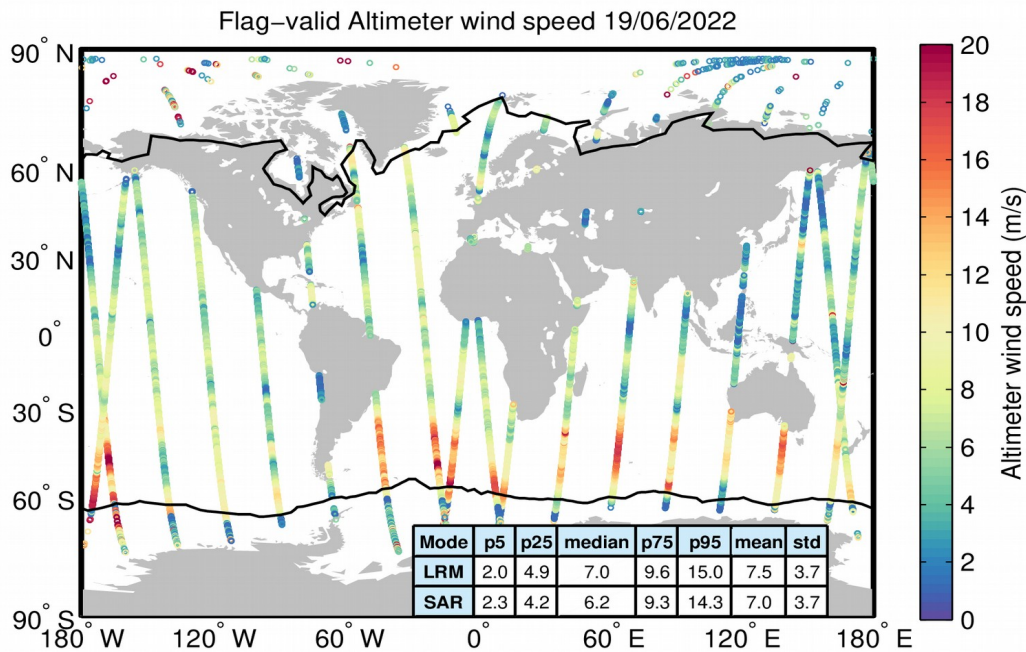 Flag−valid Altimeter wind speed 19/06/2022
90° N
60° N
30° N
0°
30° S
60° S
90° S
180° W
120° W
60° W
0°
60° E
120° E
180° E
Mode p5 p25 median p75 p95 mean std
LRM 2.0 4.9 7.0 9.6 15.0 7.5 3.7
SAR 2.3 4.2 6.2 9.3 14.3 7.0 3.7
20
18
16
14
12
10
8
6
4
2
0
Altimeter wind speed (m/s)